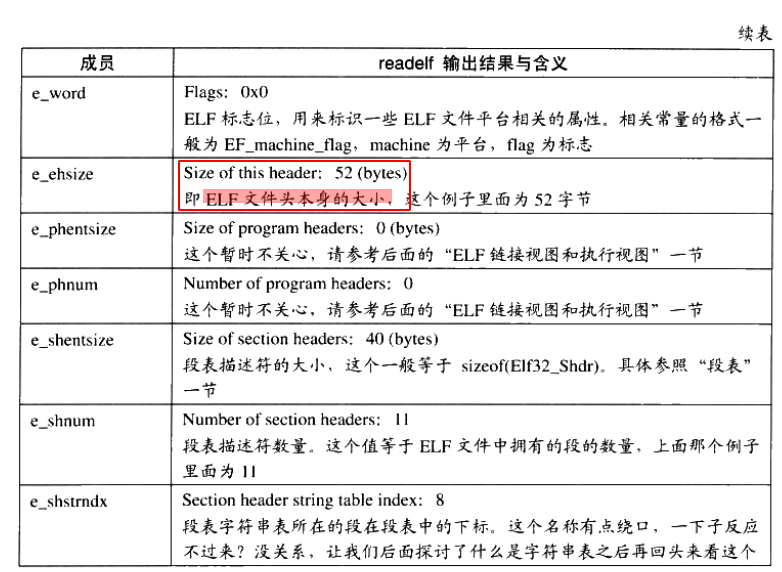 续表
成员 readelf 输出结果与含义
e_word Flags: 0x0
ELF 标志位，用来标识一些 ELF 文件平台相关的属性。相关常量的格式一
般为 EF_machine_flag，machine 为平台，flag 为标志
e_ehsize Size of this header: 52 (bytes)
即 ELF 文件头本身的大小，这个例子里面为 52 字节
e_phentsize Size of program headers: 0 (bytes)
这个暂时不关心，请参考后面的“ELF 链接视图和执行视图”一节
e_phnum Number of program headers: 0
这个暂时不关心，请参考后面的“ELF 链接视图和执行视图”一节
e_shentsize Size of section headers: 40 (bytes)
段表描述符的大小，这个一般等于 sizeof(Elf32_Shdr)。具体参照“段表”
一节
e_shnum Number of section headers: 11
段表描述符数量。这个值等于 ELF 文件中拥有的段的数量，上面那个例子
里面为 11
e_shstrndx Section header string table index: 8
段表字符串表所在的段在段表中的下标。这个名称有点绕口，一下子反应
不过来？没关系，让我们后面探讨了什么是字符串表之后再回头来看这个